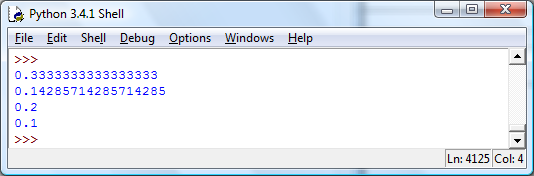 Python 3.4.1 Shell
File Edit Shell Debug Options Windows Help
>>>
0.3333333333333333
0.14285714285714285
0.2
0.1
>>>
Ln: 4125 Col: 4